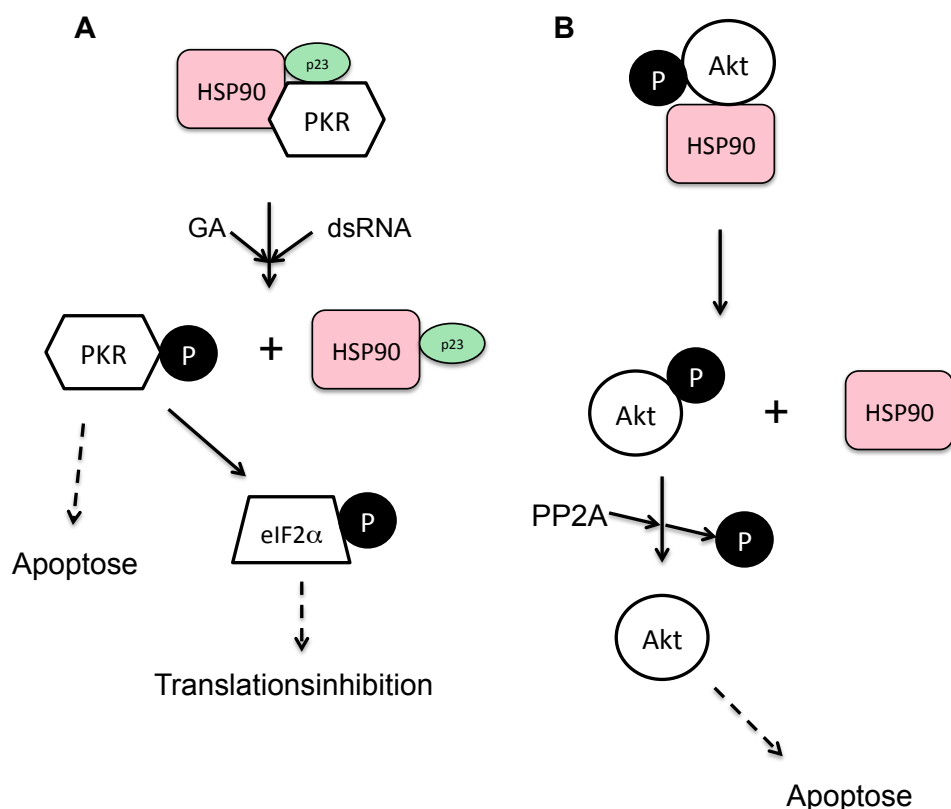 A
HSP90
p23
PKR
GA
dsRNA
PKR
P
+
HSP90
p23
eIF2α
P
Apoptose
Translationsinhibition
B
P
Akt
HSP90
Akt
P
+
HSP90
PP2A
P
Akt
Apoptose